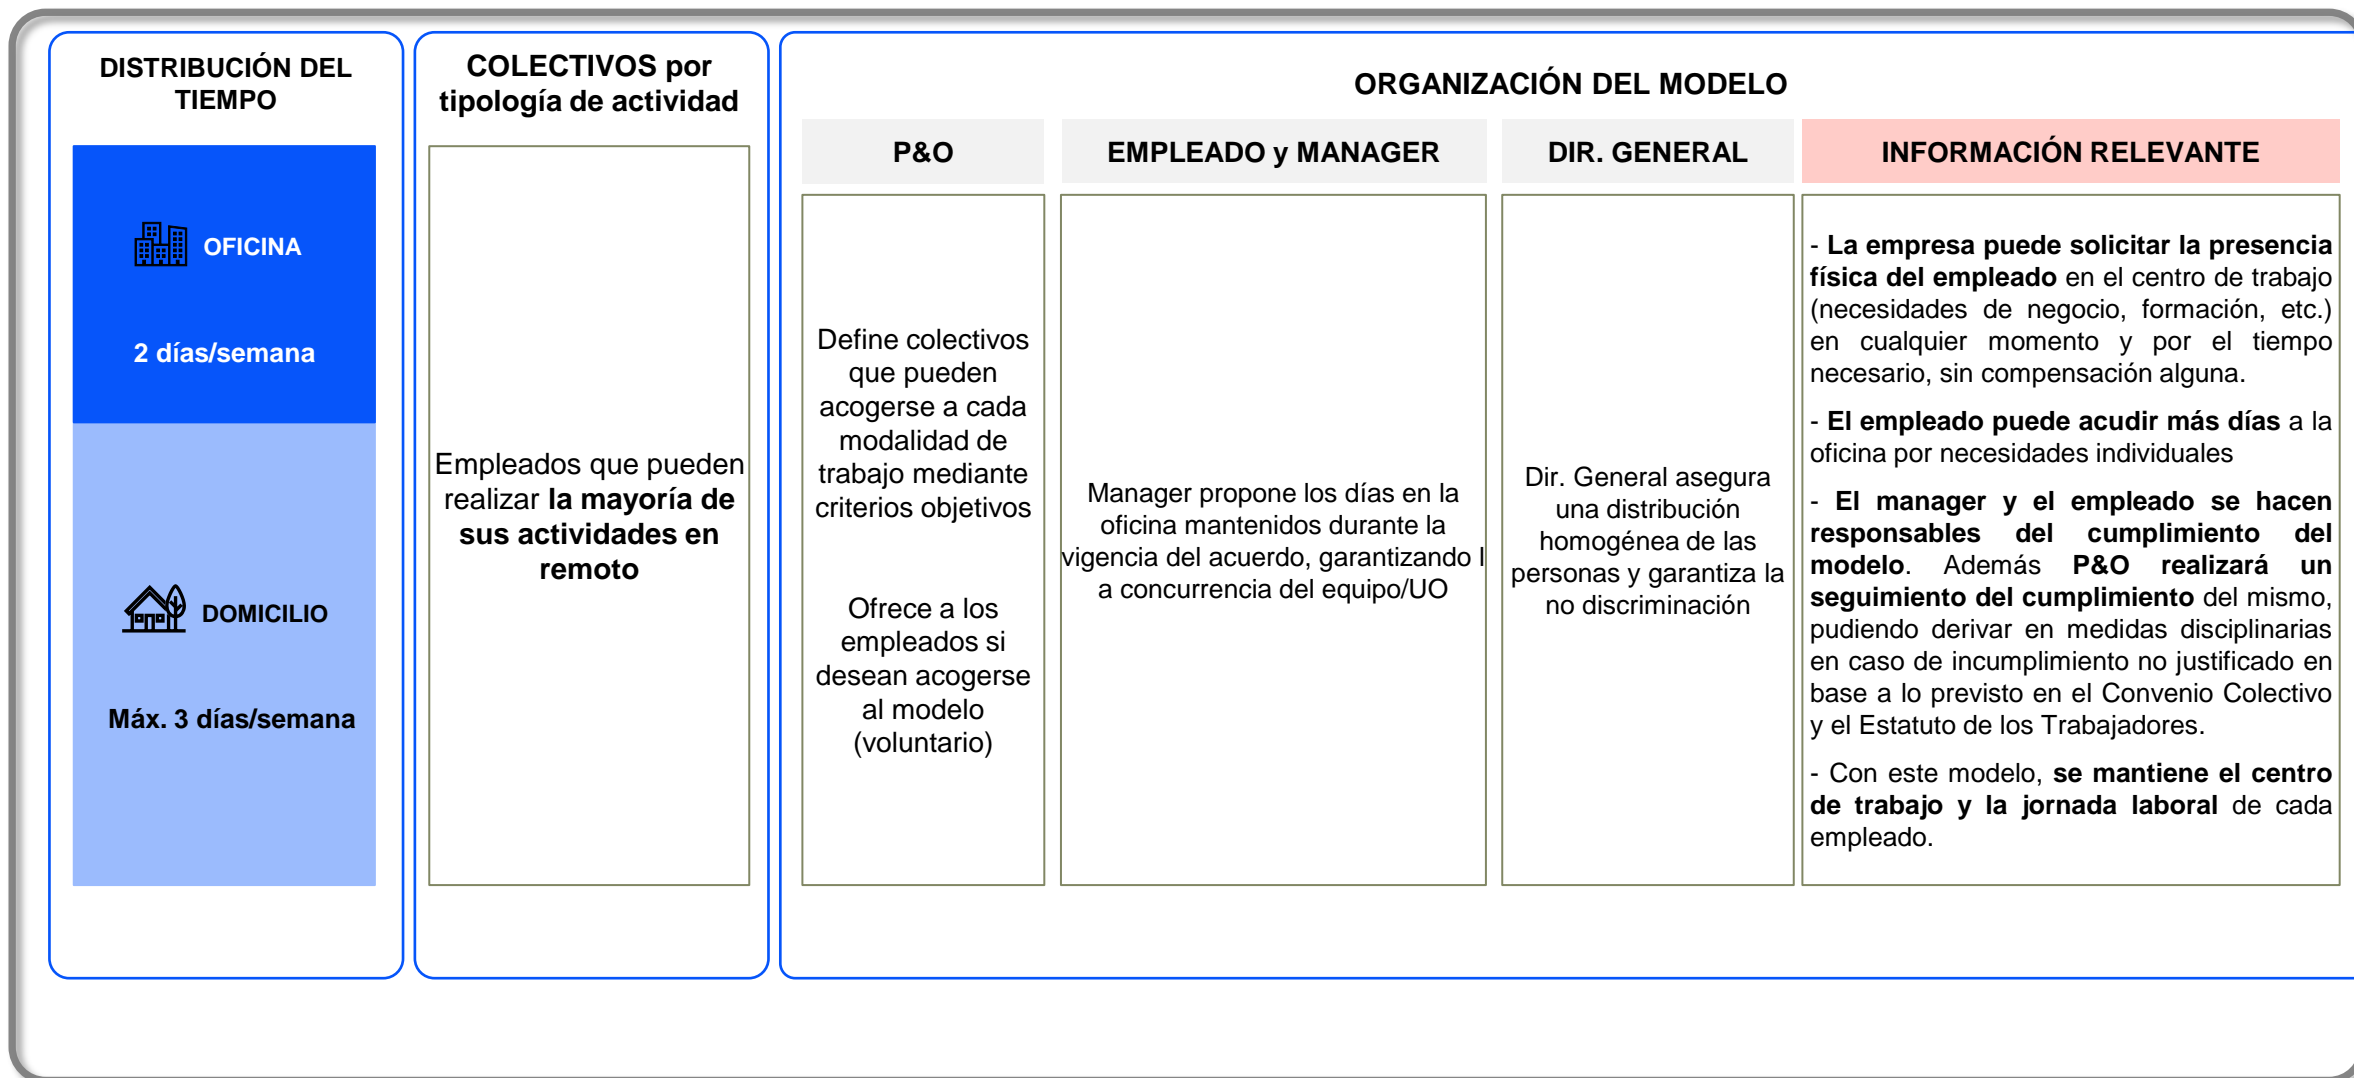 DISTRIBUCIÓN DEL
TIEMPO
OFICINA
2 días/semana
DOMICILIO
Máx. 3 días/semana
COLECTIVOS por
tipología de actividad
Empleados que pueden
realizar la mayoría de
sus actividades en
remoto
ORGANIZACIÓN DEL MODELO
P&O
Define colectivos
que pueden
acogerse a cada
modalidad de
trabajo mediante
criterios objetivos
Ofrece a los
empleados si
desean acogerse
al modelo
(voluntario)
EMPLEADO y MANAGER
Manager propone los días en la
oficina mantenidos durante la
vigencia del acuerdo, garantizando l
a concurrencia del equipo/UO
DIR. GENERAL
Dir. General asegura
una distribución
homogénea de las
personas y garantiza la
no discriminación
INFORMACIÓN RELEVANTE
- La empresa puede solicitar la presencia
física del empleado en el centro de trabajo
(necesidades de negocio, formación, etc.)
en cualquier momento y por el tiempo
necesario, sin compensación alguna.
- El empleado puede acudir más días a la
oficina por necesidades individuales
- El manager y el empleado se hacen
responsables del cumplimiento del
modelo. Además P&O realizará un
seguimiento del cumplimiento del mismo,
pudiendo derivar en medidas disciplinarias
en caso de incumplimiento no justificado en
base a lo previsto en el Convenio Colectivo
y el Estatuto de los Trabajadores.
- Con este modelo, se mantiene el centro
de trabajo y la jornada laboral de cada
empleado.